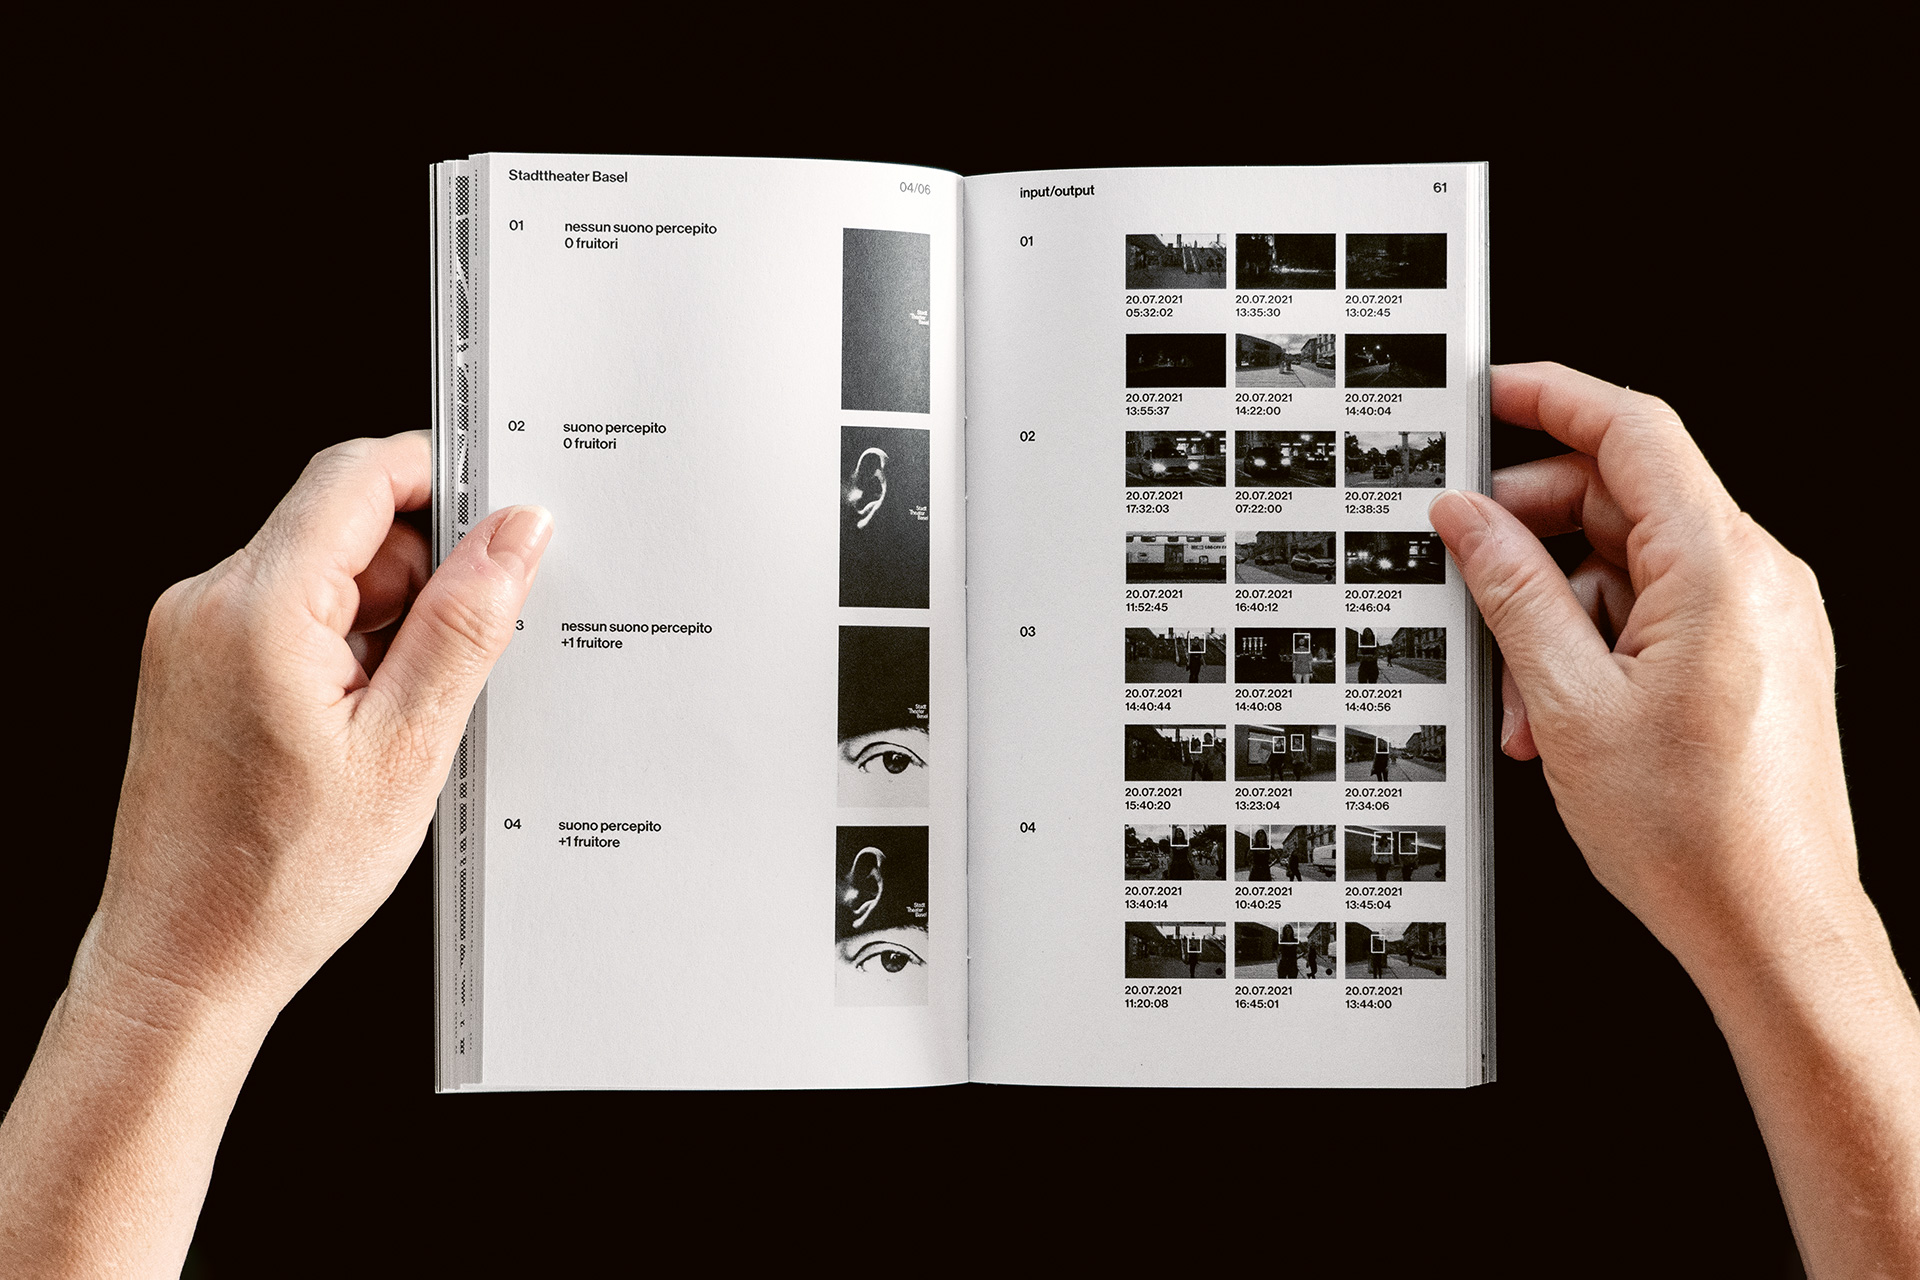 Stadttheater Basel
04/06
01
nessun suono percepito
0 fruitori
Stadt
Theater
Basel
02
suono percepito
0 fruitori
Stadt
Theater
Basel
3
nessun suono percepito
+1 fruitore
Stadt
Theater
Basel
04
suono percepito
+1 fruitore
Stadt
Theater
Basel
input/output
61
01
20.07.2021
05:32:02
20.07.2021
13:35:30
20.07.2021
13:02:45
20.07.2021
13:55:37
20.07.2021
14:22:00
20.07.2021
14:40:04
02
20.07.2021
17:32:03
20.07.2021
07:22:00
20.07.2021
12:38:35
20.07.2021
11:52:45
20.07.2021
16:40:12
20.07.2021
12:46:04
03
20.07.2021
14:40:44
20.07.2021
14:40:08
20.07.2021
14:40:56
20.07.2021
15:40:20
20.07.2021
13:23:04
20.07.2021
17:34:06
04
20.07.2021
13:40:14
20.07.2021
10:40:25
20.07.2021
13:45:04
20.07.2021
11:20:08
20.07.2021
16:45:01
20.07.2021
13:44:00